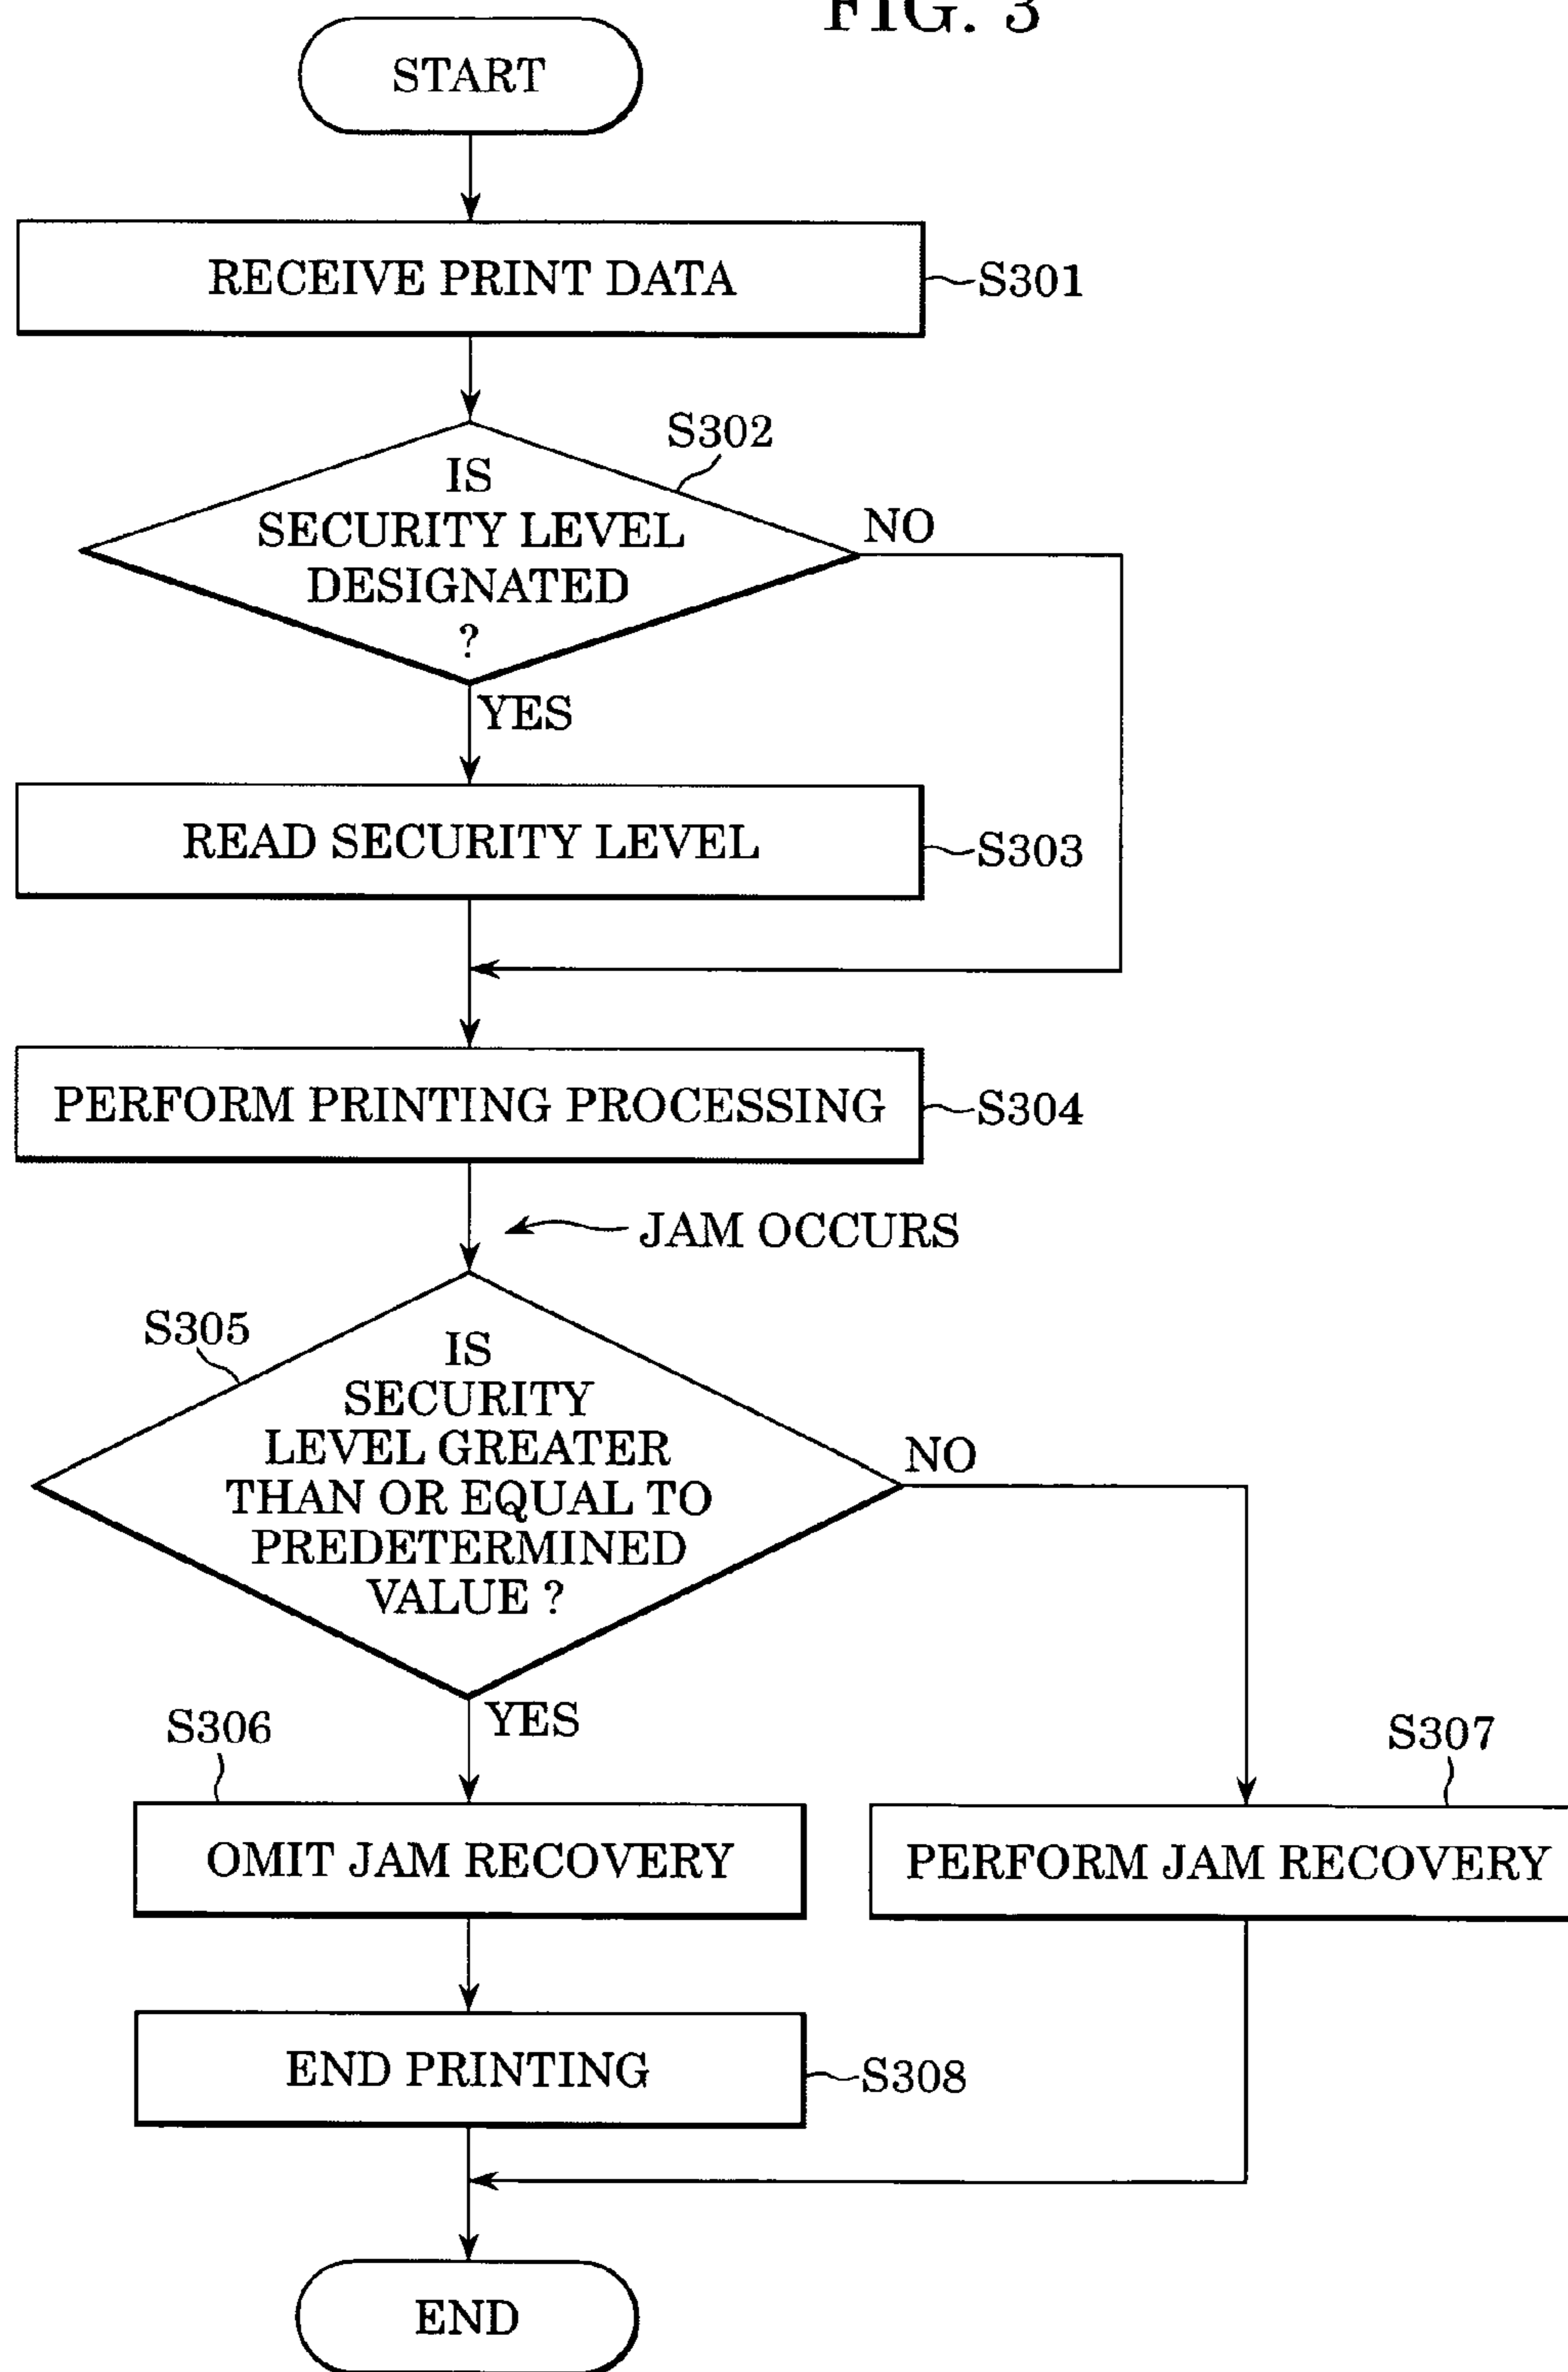 FIG. 3
START
RECEIVE PRINT DATA
S301
S302
IS
SECURITY LEVEL
DESIGNATED
?
NO
YES
READ SECURITY LEVEL
S303
PERFORM PRINTING PROCESSING
S304
JAM OCCURS
S305
IS
SECURITY
LEVEL GREATER
THAN OR EQUAL TO
PREDETERMINED
VALUE ?
NO
YES
S306
OMIT JAM RECOVERY
S307
PERFORM JAM RECOVERY
END PRINTING
S308
END